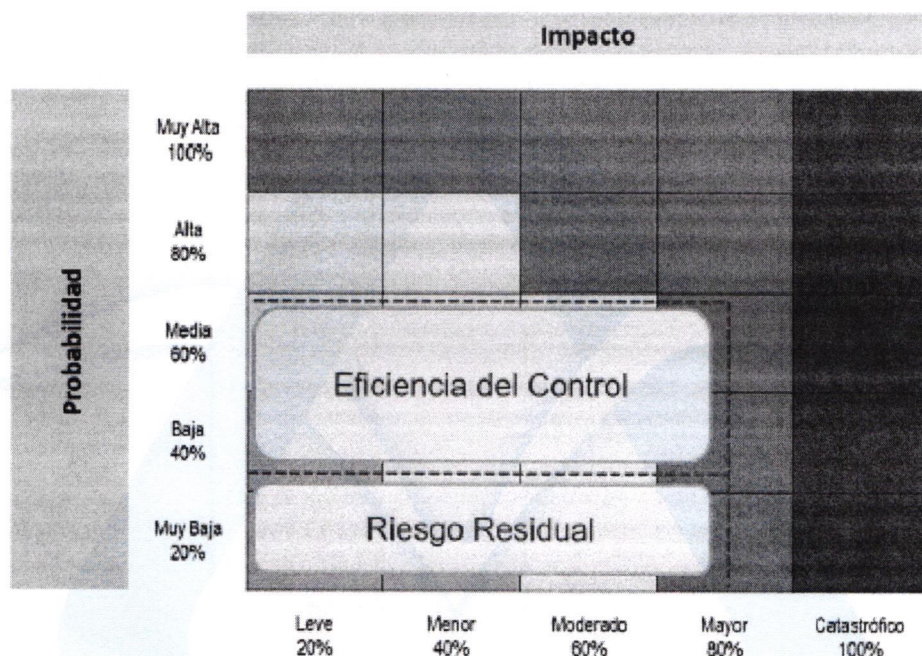 Impacto
Probabilidad
Muy Alta
100%
Alta
80%
Media
60%
Baja
40%
Muy Baja
20%
Eficiencia del Control
Riesgo Residual
Leve
20%
Menor
40%
Moderado
60%
Mayor
80%
Catastrófico
100%